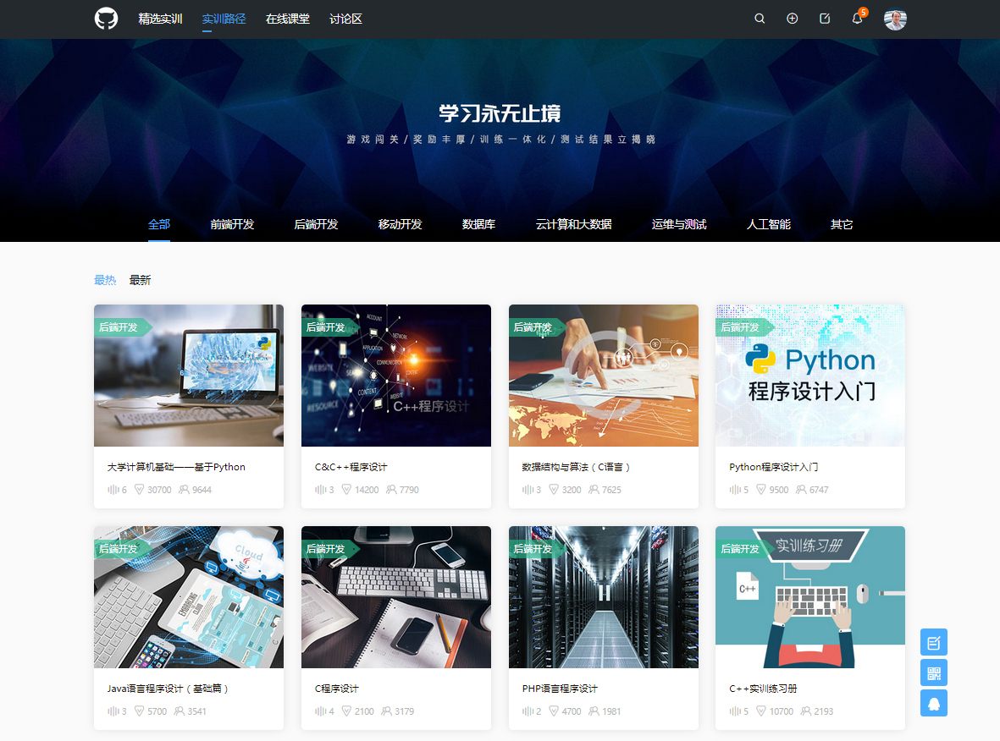 精选实训 实训路径 在线课堂 讨论区 5
学习永无止境
游戏闯关/奖励丰厚/训练一体化/测试结果立揭晓
全部 前端开发 后端开发 移动开发 数据库 云计算和大数据 运维与测试 人工智能 其它
最热 最新
后端开发
大学计算机基础——基于Python
6 30700 9644
后端开发
ACCOUNT
NETWORK
SEARCH
APPLICATION
COMMUNICATION
WEBSITE
CONTENT
WEBSITE
RESOURCE
C++程序设计
C&C++程序设计
3 14200 7790
后端开发
数据结构与算法（C语言）
3 3200 7625
后端开发
Python
程序设计入门
Python程序设计入门
5 9500 6747
后端开发
Cloud
EMBRACING
Java语言程序设计（基础篇）
3 5700 3541
后端开发
C程序设计
4 2100 3179
后端开发
PHP语言程序设计
2 4700 1981
后端开发
实训练习册
C++
C++实训练习册
5 10700 2193